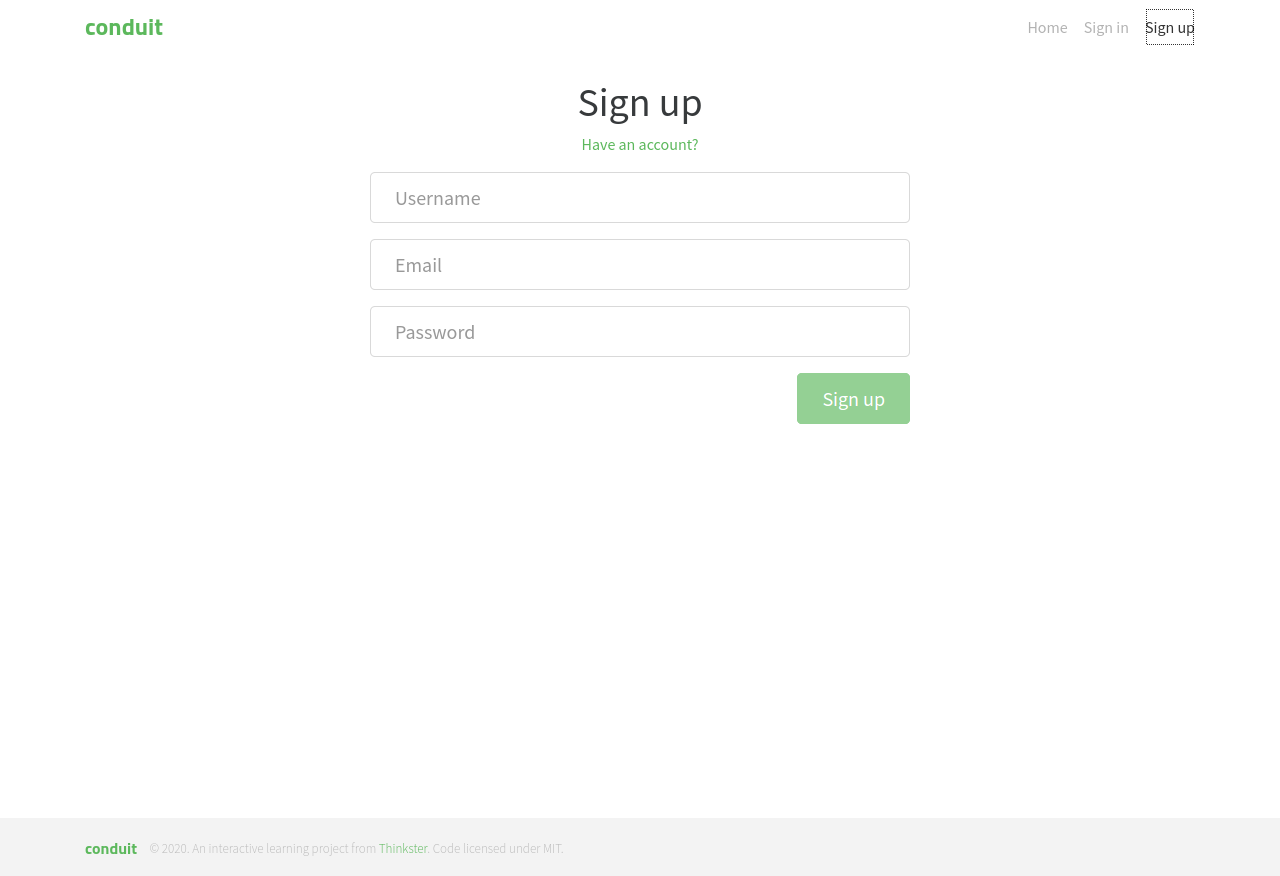 conduit
Home Sign in Sign up
Sign up
Have an account?
Username
Email
Password
Sign up
conduit © 2020. An interactive learning project from Thinkster. Code licensed under MIT.